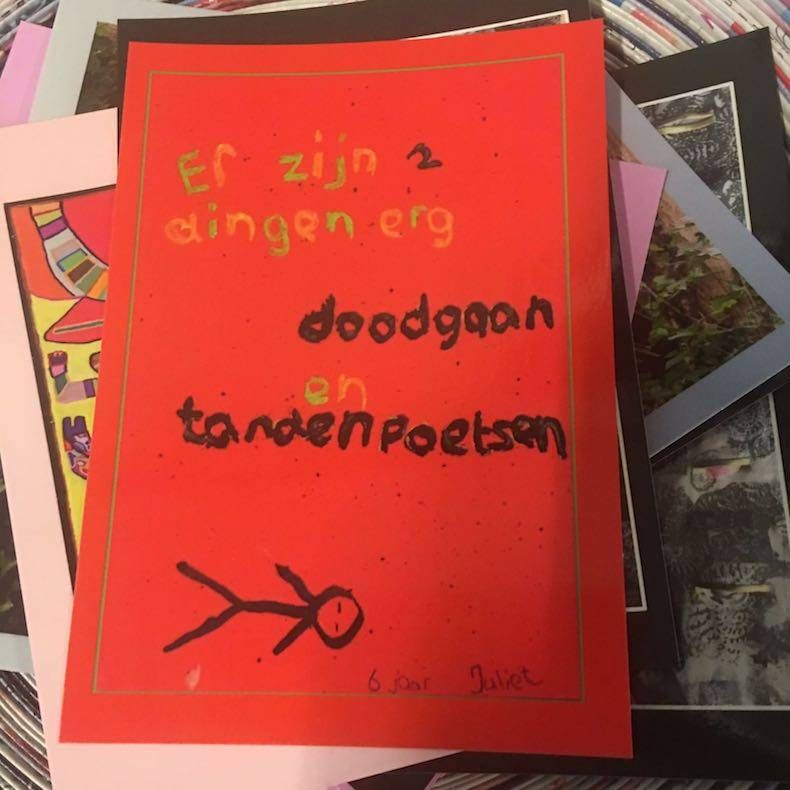 Er zijn 2
dingen erg
doodgaan
en
tandenpoetsen
6 jaar Juliet